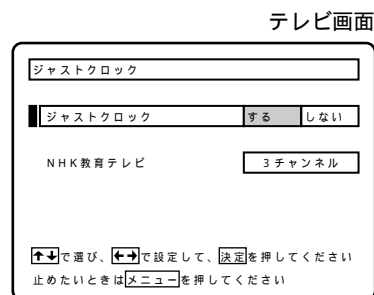 テレビ画面
ジャストクロック
ジャストクロック する しない
NHK教育テレビ 3チャンネル
↑↓で選び、←→で設定して、決定を押してください
止めたいときはメニューを押してください